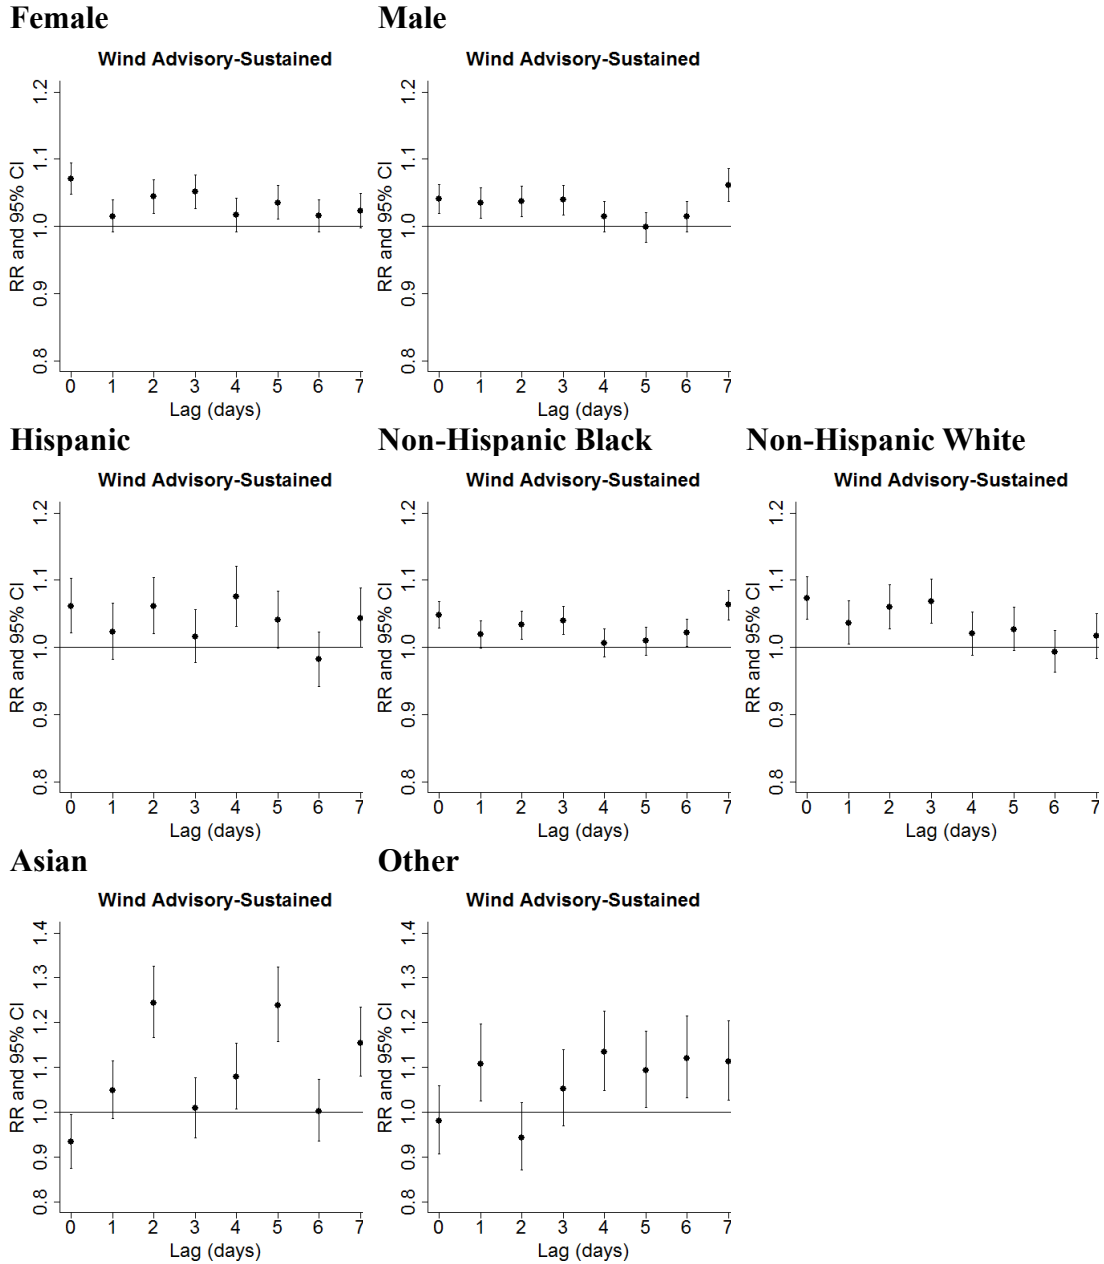 Female
Male
Wind Advisory-Sustained
RR and 95% CI
1.2
1.1
1.0
0.9
0.8
0 1 2 3 4 5 6 7
Lag (days)
Wind Advisory-Sustained
RR and 95% CI
1.2
1.1
1.0
0.9
0.8
0 1 2 3 4 5 6 7
Lag (days)
Hispanic
Non-Hispanic Black
Non-Hispanic White
Wind Advisory-Sustained
RR and 95% CI
1.2
1.1
1.0
0.9
0.8
0 1 2 3 4 5 6 7
Lag (days)
Wind Advisory-Sustained
RR and 95% CI
1.2
1.1
1.0
0.9
0.8
0 1 2 3 4 5 6 7
Lag (days)
Wind Advisory-Sustained
RR and 95% CI
1.2
1.1
1.0
0.9
0.8
0 1 2 3 4 5 6 7
Lag (days)
Asian
Other
Wind Advisory-Sustained
RR and 95% CI
1.4
1.3
1.2
1.1
1.0
0.9
0.8
0 1 2 3 4 5 6 7
Lag (days)
Wind Advisory-Sustained
RR and 95% CI
1.4
1.3
1.2
1.1
1.0
0.9
0.8
0 1 2 3 4 5 6 7
Lag (days)